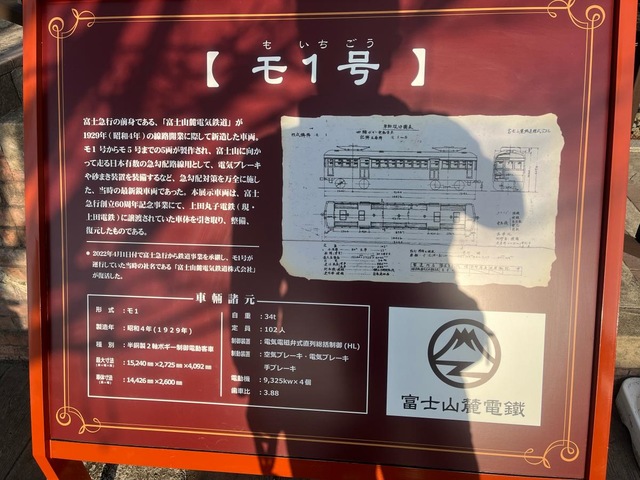 も いち ごう
【 モ1号 】
富士急行の前身である、「富士山麓電気鉄道」が
1929年(昭和4年)の線路開業に際して新造した車両。
モ1号からモ5号までの5両が製作され、富士山に向か
って走る日本有数の急勾配路線用として、電気ブレーキ
や砂まき装置を装備するなど、急勾配対策を万全に施し
た、当時の最新鋭車両であった。本展示車両は、富士
急行創立60周年記念事業にて、上田丸子電鉄(現・
上田電鉄)に譲渡されていた車体を引き取り、整備、
復元したものである。
* 2022年4月1日付で富士急行から鉄道事業を承継し、モ1号が
運行していた当時の社名である「富士山麓電気鉄道株式会社」
が復活した。
車輛諸元
形 式 : モ1
製造年 : 昭和4年(1929年)
種 別 : 半鋼製2軸ボギー制御電動客車
最大寸法 : 15,240㎜×2,725㎜×4,092㎜
車体寸法 : 14,426㎜×2,600㎜
自 重 : 34t
定 員 : 102人
制御装置 : 電気電磁弁式直列総括制御(HL)
制動装置 : 空気ブレーキ・電気ブレーキ
手ブレーキ
電動機 : 9,325kw×4個
歯車比 : 3.88
富士山麓電鐵